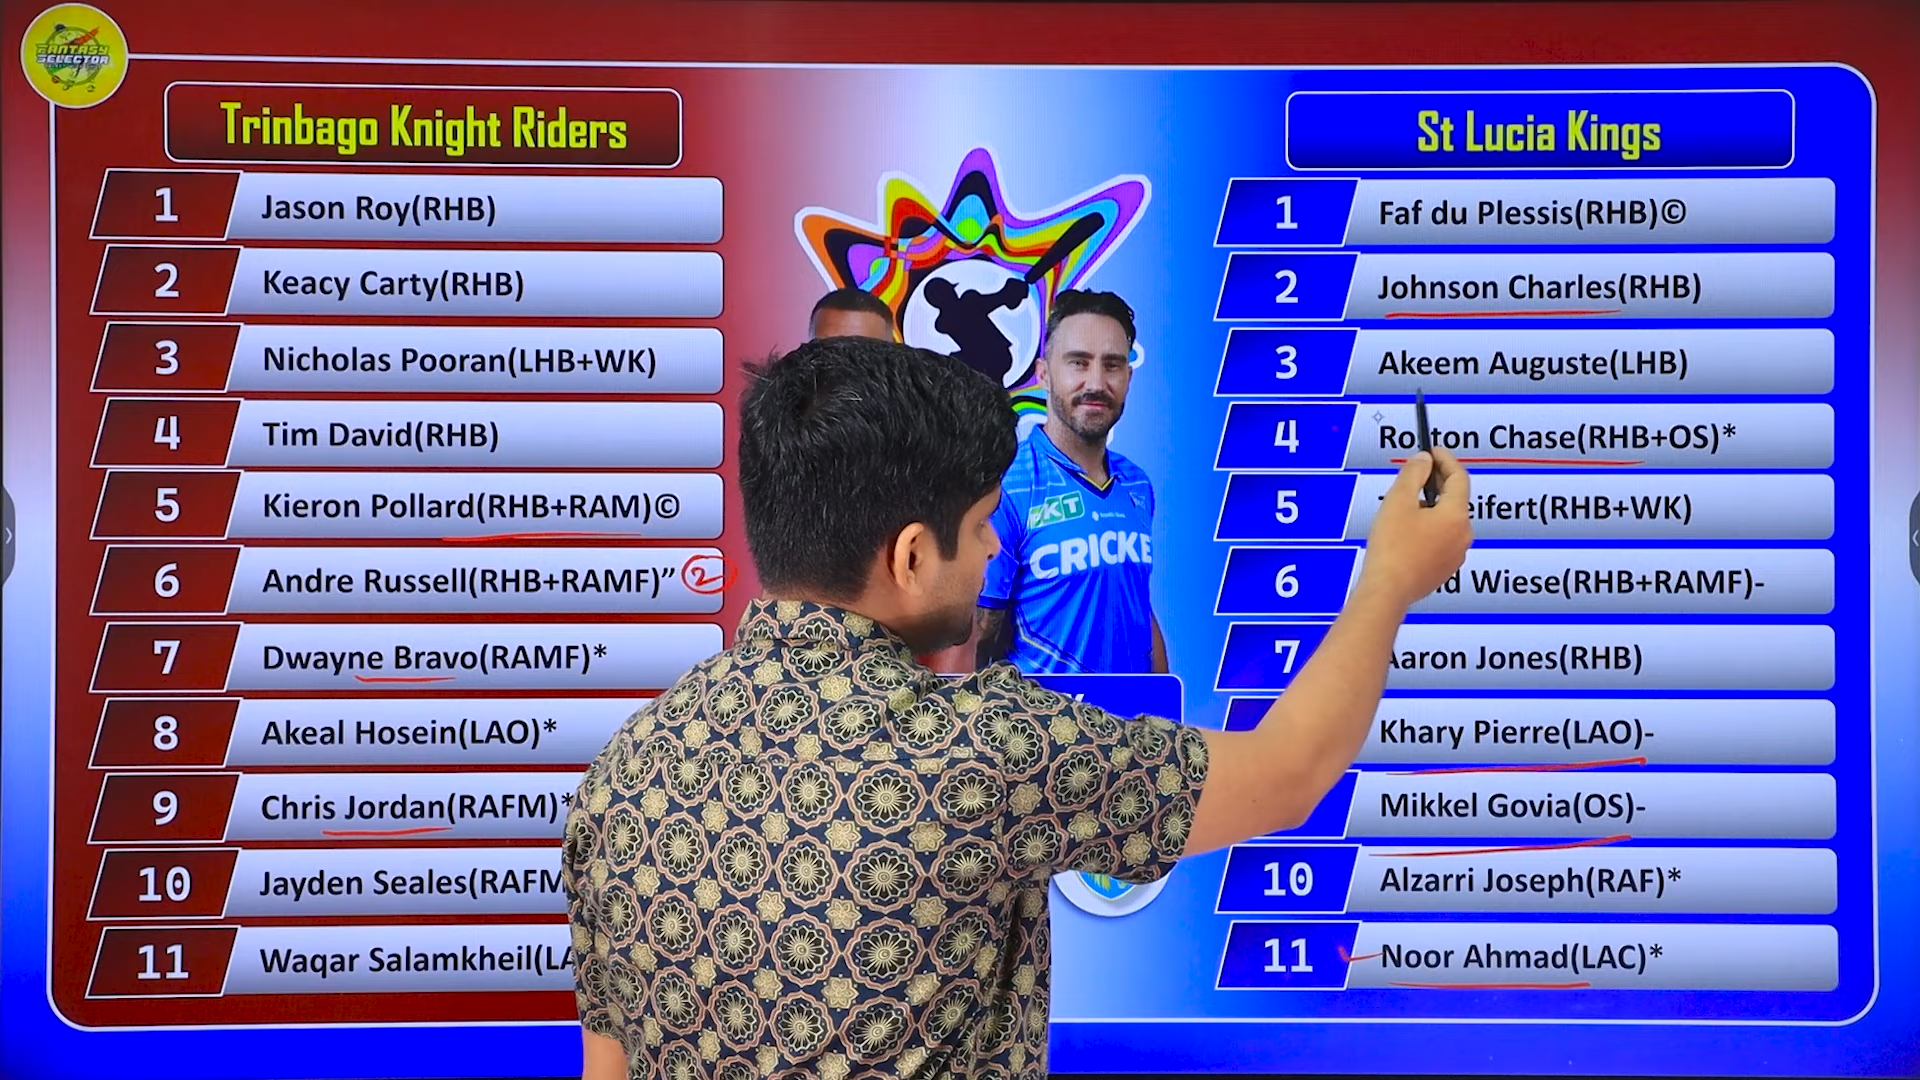 FANTASY
SELECTOR
Trinbago Knight Riders
1 Jason Roy(RHB)
2 Keacy Carty(RHB)
3 Nicholas Pooran(LHB+WK)
4 Tim David(RHB)
5 Kieron Pollard(RHB+RAM)©
6 Andre Russell(RHB+RAMF)” 2
7 Dwayne Bravo(RAMF)*
8 Akeal Hosein(LAO)*
9 Chris Jordan(RAFM)*
10 Jayden Seales(RAFM
11 Waqar Salamkheil(LA
CRICKE
St Lucia Kings
1 Faf du Plessis(RHB)©
2 Johnson Charles(RHB)
3 Akeem Auguste(LHB)
4 Roston Chase(RHB+OS)*
5 eifert(RHB+WK)
6 Wiese(RHB+RAMF)-
7 Aaron Jones(RHB)
Khary Pierre(LAO)-
Mikkel Govia(OS)-
10 Alzarri Joseph(RAF)*
11 Noor Ahmad(LAC)*